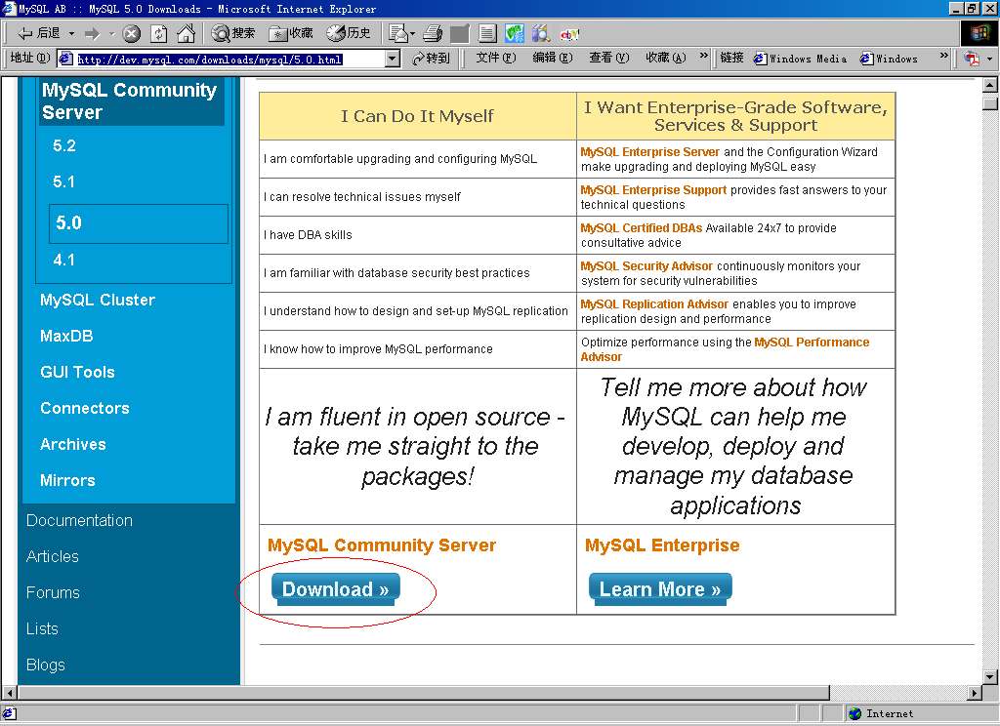 MySQL AB :: MySQL 5.0 Downloads - Microsoft Internet Explorer
后退 搜索 收藏 历史
地址(D) http://dev.mysql.com/downloads/mysql/5.0.html 转到 文件(F) 编辑(E) 查看(V) 收藏(A) » 链接 Windows Media Windows »
MySQL Community
Server
5.2
5.1
5.0
4.1
MySQL Cluster
MaxDB
GUI Tools
Connectors
Archives
Mirrors
Documentation
Articles
Forums
Lists
Blogs
I Can Do It Myself
I Want Enterprise-Grade Software,
Services & Support
I am comfortable upgrading and configuring MySQL
MySQL Enterprise Server and the Configuration Wizard
make upgrading and deploying MySQL easy
I can resolve technical issues myself
MySQL Enterprise Support provides fast answers to your
technical questions
I have DBA skills
MySQL Certified DBAs Available 24x7 to provide
consultative advice
I am familiar with database security best practices
MySQL Security Advisor continuously monitors your
system for security vulnerabilities
I understand how to design and set-up MySQL replication
MySQL Replication Advisor enables you to improve
replication design and performance
I know how to improve MySQL performance
Optimize performance using the MySQL Performance
Advisor
I am fluent in open source -
take me straight to the
packages!
Tell me more about how
MySQL can help me
develop, deploy and
manage my database
applications
MySQL Community Server
Download »
MySQL Enterprise
Learn More »
Internet